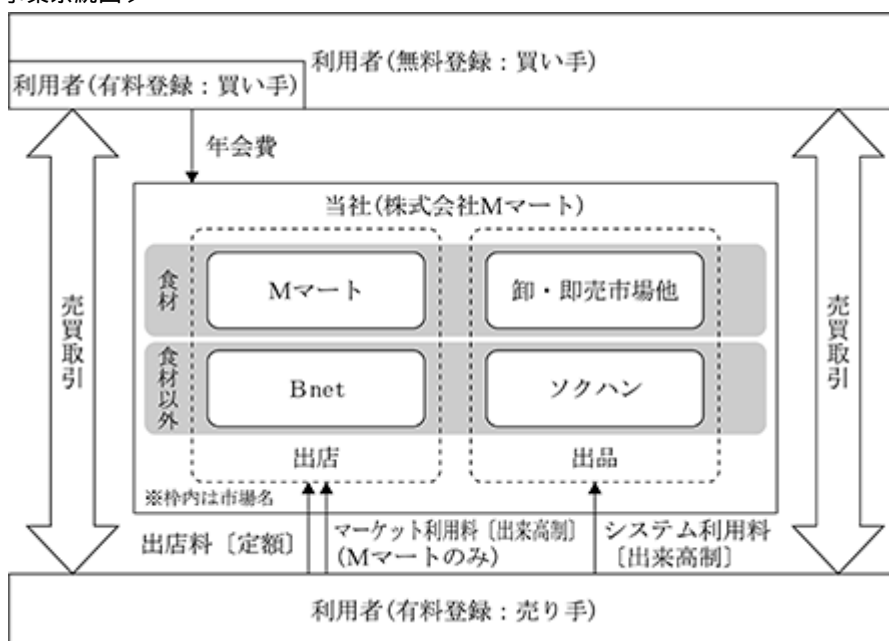 利用者(無料登録：買い手)
利用者(有料登録：買い手)
年会費
当社(株式会社Mマート)
食材
Mマート
卸・即売市場他
食材以外
Bnet
ソクハン
出店
出品
※枠内は市場名
売買取引
売買取引
出店料〔定額〕
マーケット利用料［出来高制］
(Mマートのみ)
システム利用料
〔出来高制〕
利用者(有料登録：売り手)